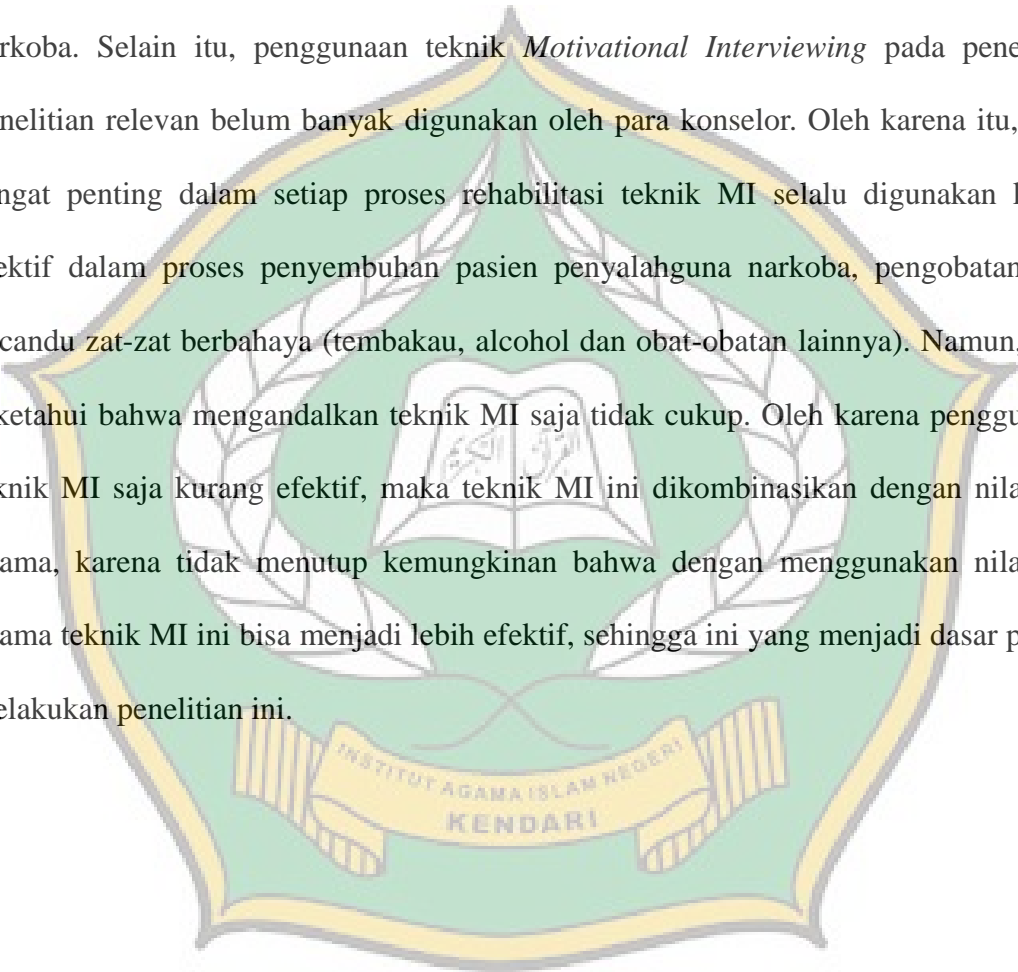 rkoba. Selain itu, penggunaan teknik Motivational Interviewing pada pene
nelitian relevan belum banyak digunakan oleh para konselor. Oleh karena itu,
ngat penting dalam setiap proses rehabilitasi teknik MI selalu digunakan
ektif dalam proses penyembuhan pasien penyalahguna narkoba, pengobatan
candu zat-zat berbahaya (tembakau, alcohol dan obat-obatan lainnya). Namun,
ketahui bahwa mengandalkan teknik MI saja tidak cukup. Oleh karena penggu
knik MI saja kurang efektif, maka teknik MI ini dikombinasikan dengan nila
ama, karena tidak menutup kemungkinan bahwa dengan menggunakan nila
ama teknik MI ini bisa menjadi lebih efektif, sehingga ini yang menjadi dasar p
elakukan penelitian ini.
القرآن الكريم
INSTITUT AGAMA ISLAM NEGERI
KENDARI